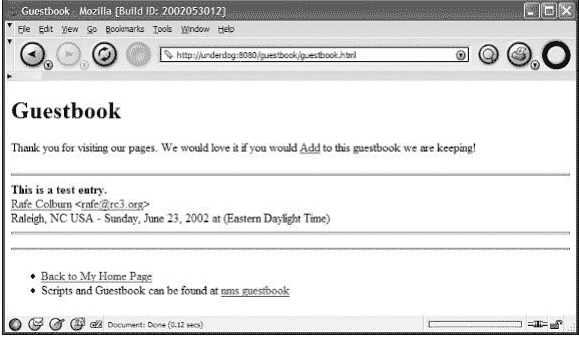 Guestbook - Mozilla {Build ID: 2002053012}
File Edit View Go Bookmarks Tools Window Help
http://underdog:8080/guestbook/guestbook.html
Guestbook
Thank you for visiting our pages. We would love it if you would Add to this guestbook we are keeping!
This is a test entry.
Rafe Colburn <rafe@rc3.org>
Raleigh, NC USA - Sunday, June 23, 2002 at (Eastern Daylight Time)
Back to My Home Page
Scripts and Guestbook can be found at nms guestbook
Document: Done (0.12 secs)